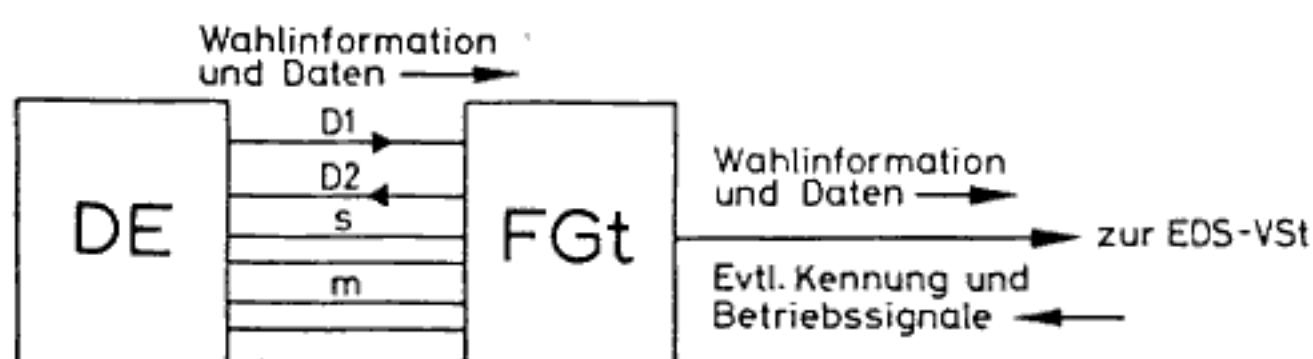 Wahlinformation
und Daten
D1
D2
s
m
DE
FGt
Wahlinformation
und Daten
zur EDS-VSt
Evtl. Kennung und
Betriebssignale